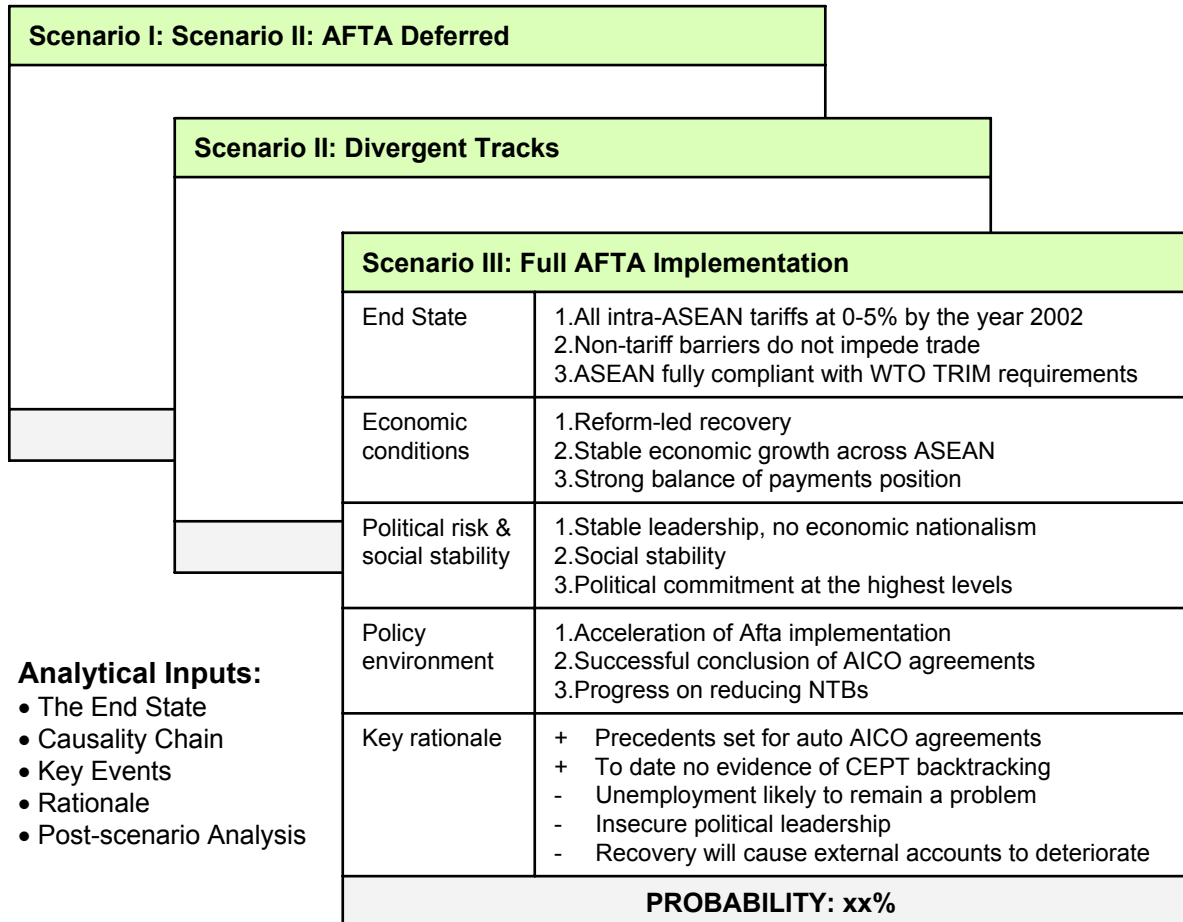 Scenario I: Scenario II: AFTA Deferred
Scenario II: Divergent Tracks
Scenario III: Full AFTA Implementation
End State
1.All intra-ASEAN tariffs at 0-5% by the year 2002
2.Non-tariff barriers do not impede trade
3.ASEAN fully compliant with WTO TRIM requirements
Economic
conditions
1.Reform-led recovery
2.Stable economic growth across ASEAN
3.Strong balance of payments position
Political risk &
social stability
1.Stable leadership, no economic nationalism
2.Social stability
3.Political commitment at the highest levels
Policy
environment
1.Acceleration of Afta implementation
2.Successful conclusion of AICO agreements
3.Progress on reducing NTBs
Key rationale
+ Precedents set for auto AICO agreements
+ To date no evidence of CEPT backtracking
- Unemployment likely to remain a problem
- Insecure political leadership
- Recovery will cause external accounts to deteriorate
PROBABILITY: xx%
Analytical Inputs:
• The End State
• Causality Chain
• Key Events
• Rationale
• Post-scenario Analysis